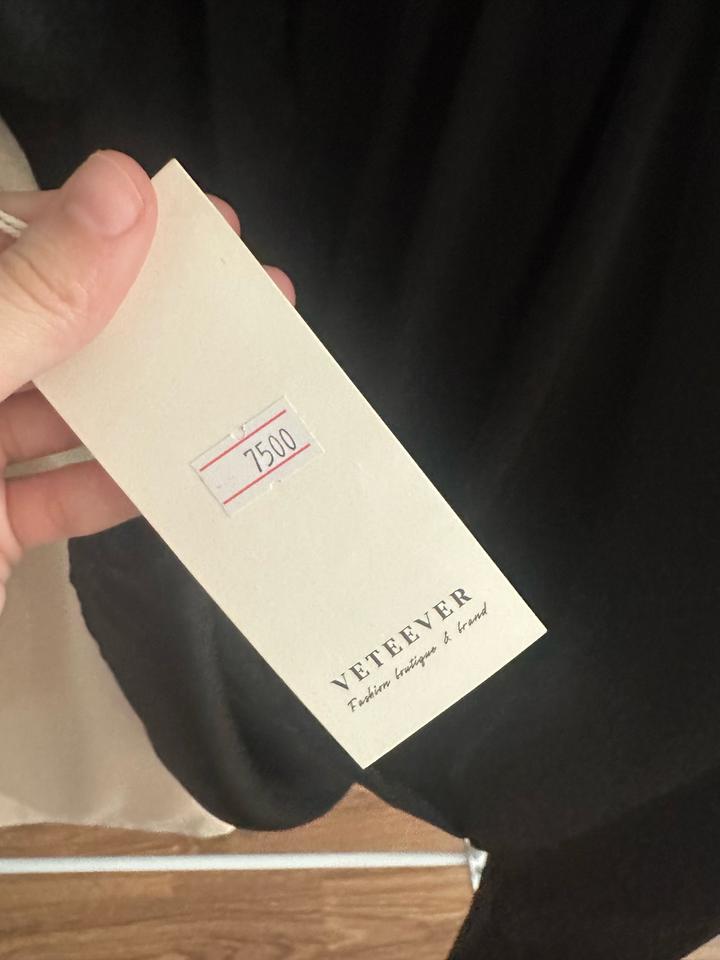 7500
VETEEVER
Fashion boutique & brand